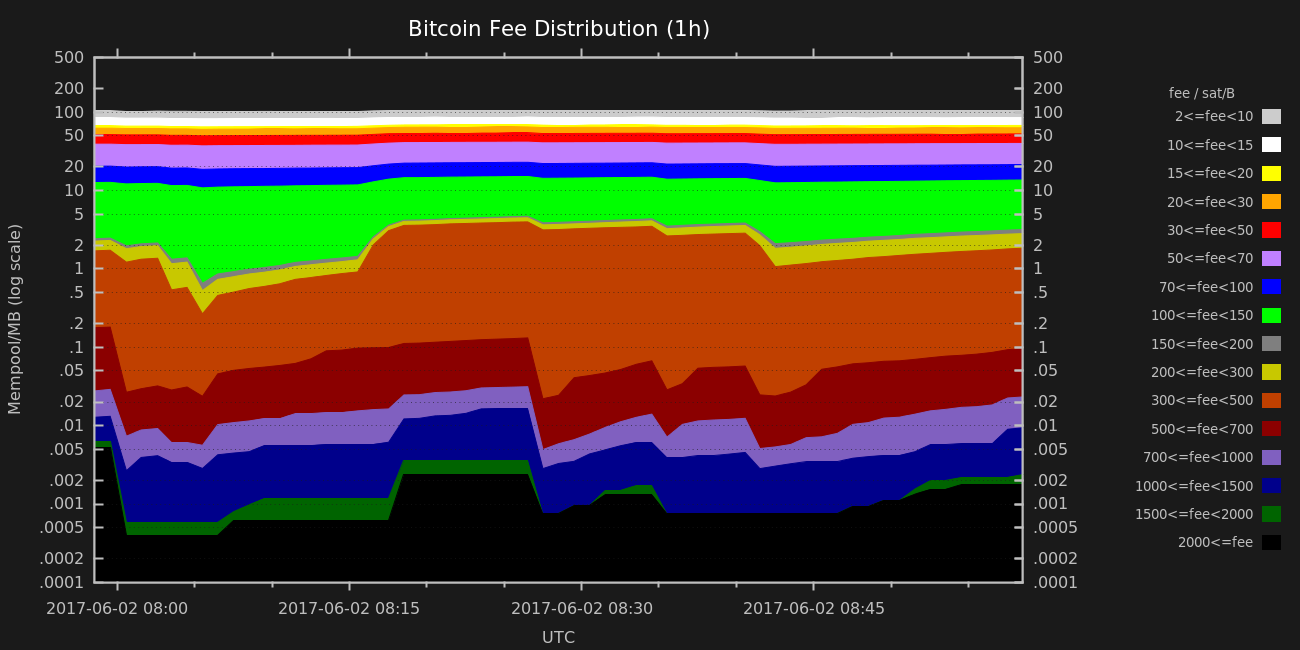 Bitcoin Fee Distribution (1h)
500 500
200 200
100 100
50 50
20 20
10 10
5 5
2 2
1 1
.5 .5
.2 .2
.1 .1
.05 .05
.02 .02
.01 .01
.005 .005
.002 .002
.001 .001
.0005 .0005
.0002 .0002
.0001 .0001
Mempool/MB (log scale)
2017-06-02 08:00 2017-06-02 08:15 2017-06-02 08:30 2017-06-02 08:45
UTC
fee / sat/B
2<=fee<10
10<=fee<15
15<=fee<20
20<=fee<30
30<=fee<50
50<=fee<70
70<=fee<100
100<=fee<150
150<=fee<200
200<=fee<300
300<=fee<500
500<=fee<700
700<=fee<1000
1000<=fee<1500
1500<=fee<2000
2000<=fee